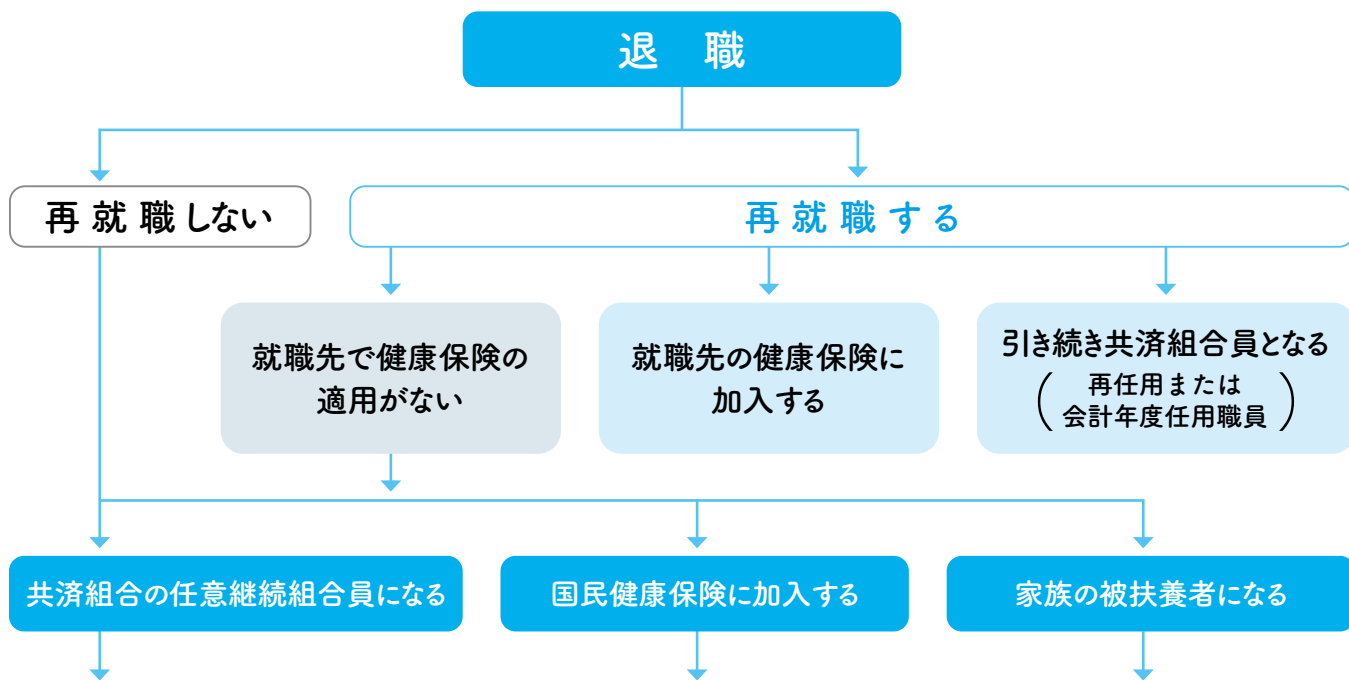 退　職
再就職しない
再就職する
就職先で健康保険の
適用がない
就職先の健康保険に
加入する
引き続き共済組合員となる
（再任用または
会計年度任用職員）
共済組合の任意継続組合員になる
国民健康保険に加入する
家族の被扶養者になる